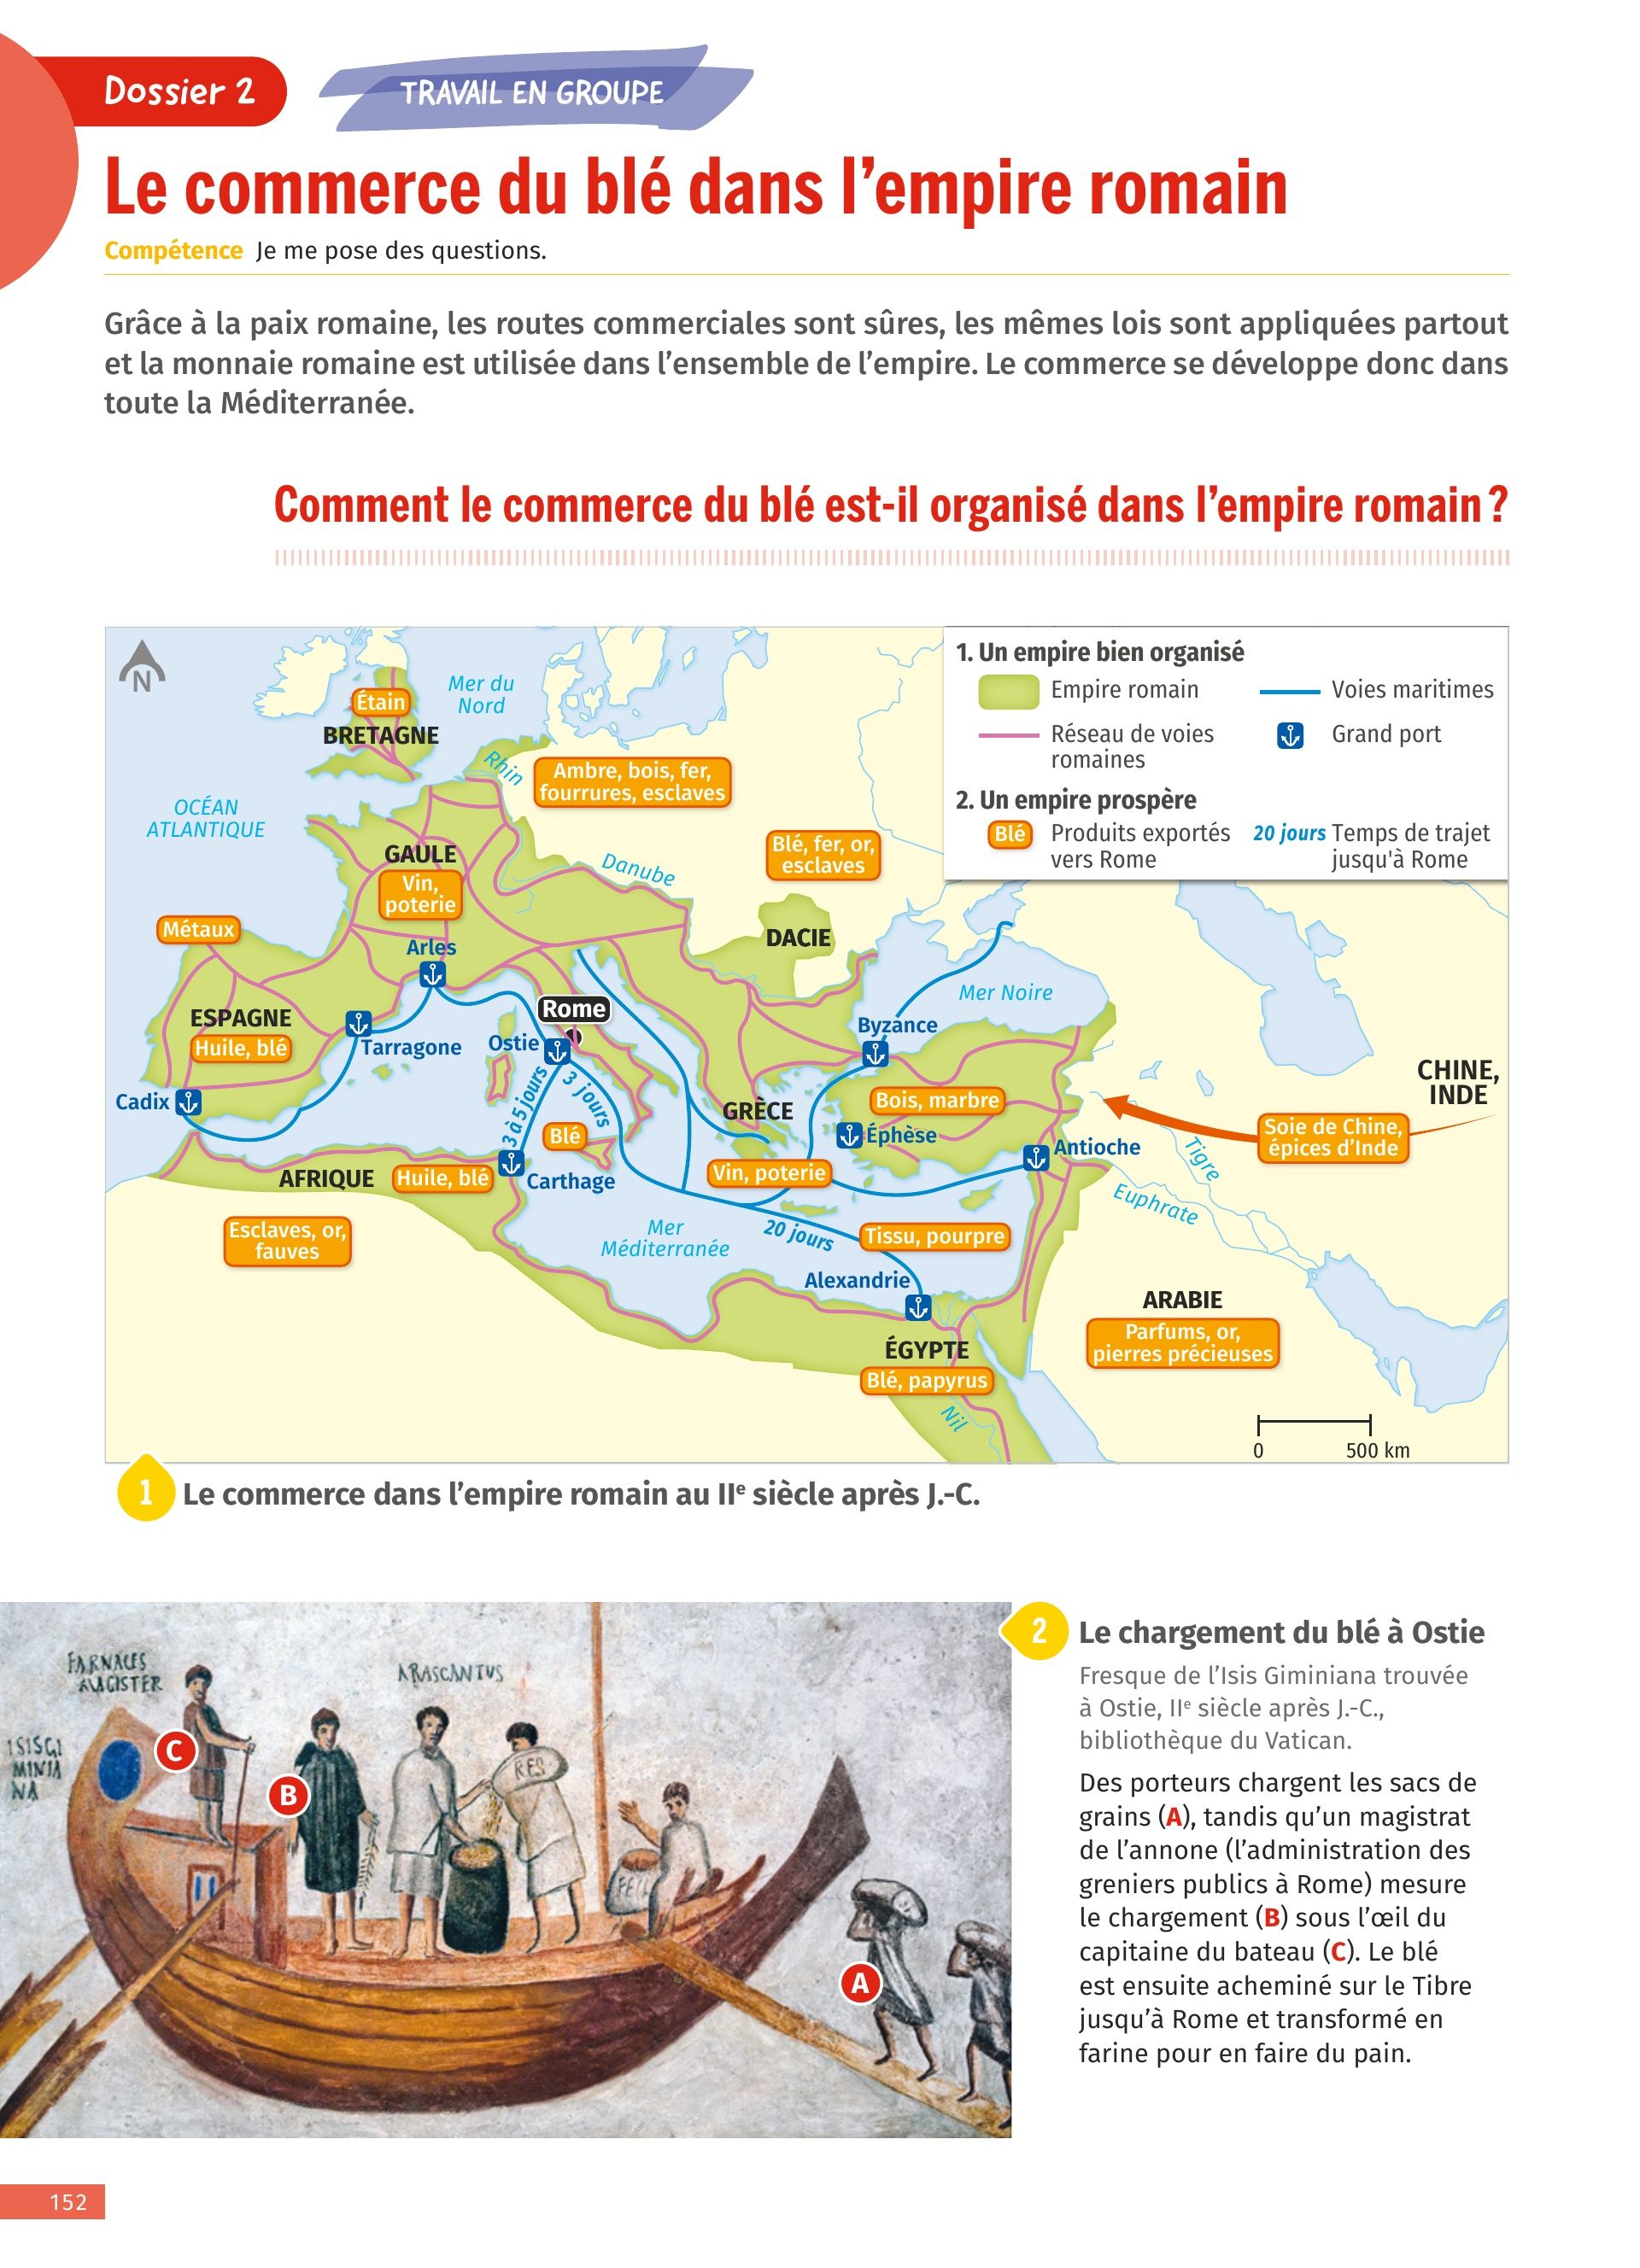 Dossier 2
TRAVAIL EN GROUPE
Le commerce du blé dans l'empire romain
Compétence Je me pose des questions.
Grâce à la paix romaine, les routes commerciales sont sûres, les mêmes lois sont appliquées partout
et la monnaie romaine est utilisée dans l'ensemble de l'empire. Le commerce se développe donc dans
toute la Méditerranée.
Comment le commerce du blé est-il organisé dans l'empire romain ?
1. Un empire bien organisé
Empire romain
Voies maritimes
Réseau de voies
romaines
Grand port
2. Un empire prospère
Blé
Produits exportés
vers Rome
20 jours
Temps de trajet
jusqu'à Rome
N
Étain
BRETAGNE
Mer du
Nord
Rhin
Ambre, bois, fer,
fourrures, esclaves
OCÉAN
ATLANTIQUE
GAULE
Vin,
poterie
Danube
Blé, fer, or,
esclaves
DACIE
Métaux
Arles
ESPAGNE
Huile, blé
Tarragone
Rome
Ostie
Mer Noire
Byzance
Cadix
3 à 5 jours
3 jours
GRÈCE
Bois, marbre
CHINE,
INDE
Blé
Éphèse
Antioche
Soie de Chine,
épices d'Inde
Tigre
AFRIQUE
Huile, blé
Carthage
Vin, poterie
Euphrate
Esclaves, or,
fauves
Mer
Méditerranée
20 jours
Tissu, pourpre
Alexandrie
ARABIE
Parfums, or,
pierres précieuses
ÉGYPTE
Blé, papyrus
Nil
0
500 km
1
Le commerce dans l'empire romain au IIe siècle après J.-C.
FARNACES
MAGISTER
ARASCANTUS
ISISGI
MINIA
NA
RES
C
B
A
2
Le chargement du blé à Ostie
Fresque de l'Isis Giminiana trouvée
à Ostie, IIe siècle après J.-C.,
bibliothèque du Vatican.
Des porteurs chargent les sacs de
grains (A), tandis qu'un magistrat
de l'annone (l'administration des
greniers publics à Rome) mesure
le chargement (B) sous l'œil du
capitaine du bateau (C). Le blé
est ensuite acheminé sur le Tibre
jusqu'à Rome et transformé en
farine pour en faire du pain.
152